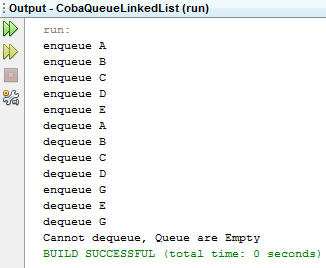 Output - CobaQueueLinkedList (run)
run:
enqueue A
enqueue B
enqueue C
enqueue D
enqueue E
dequeue A
dequeue B
dequeue C
dequeue D
enqueue G
dequeue E
dequeue G
Cannot dequeue, Queue are Empty
BUILD SUCCESSFUL (total time: 0 seconds)